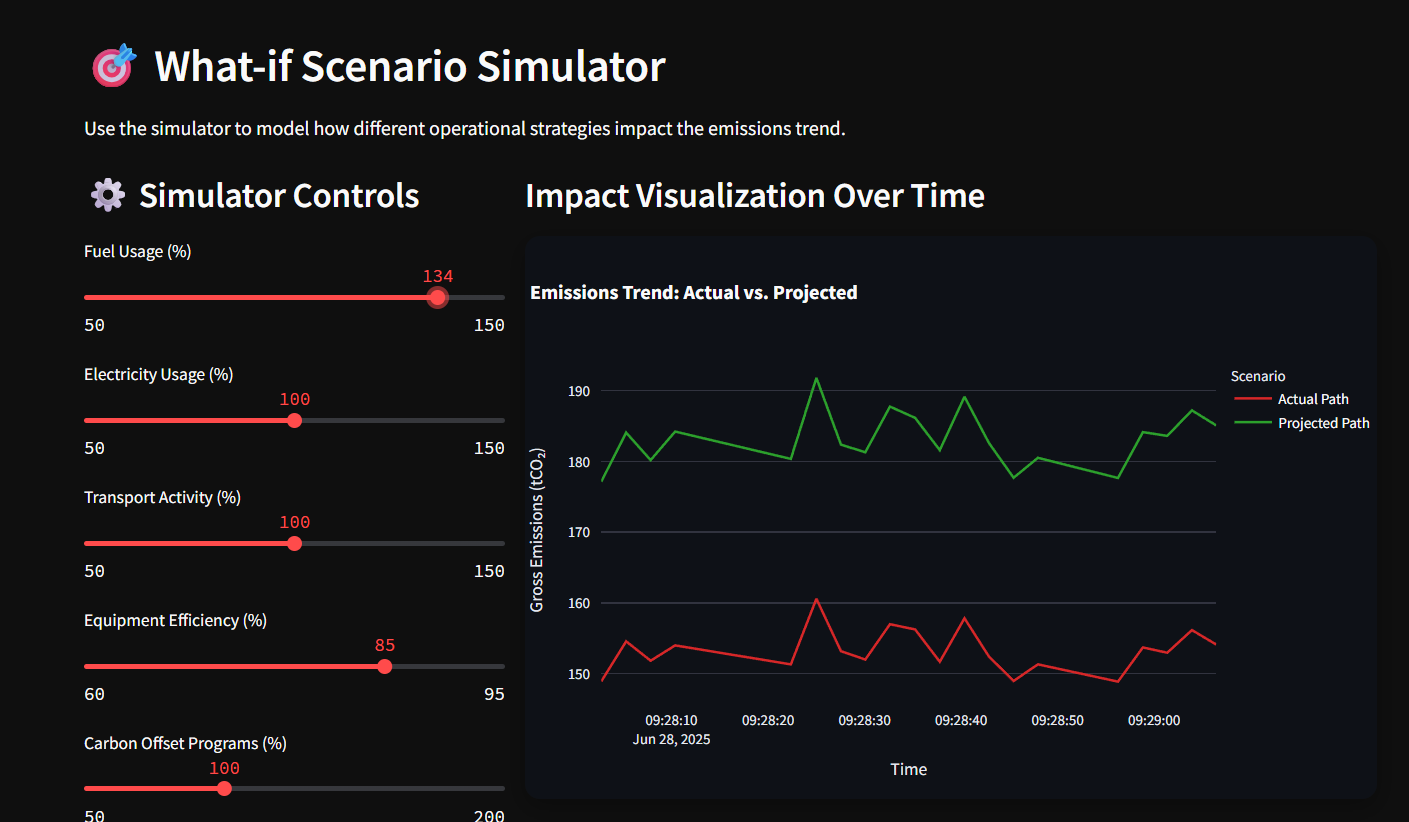 What-if Scenario Simulator
Use the simulator to model how different operational strategies impact the emissions trend.
Simulator Controls
Fuel Usage (%)
134
50 150
Electricity Usage (%)
100
50 150
Transport Activity (%)
100
50 150
Equipment Efficiency (%)
85
60 95
Carbon Offset Programs (%)
100
50 200
Impact Visualization Over Time
Emissions Trend: Actual vs. Projected
Gross Emissions (tCO₂)
190
180
170
160
150
09:28:10 09:28:20 09:28:30 09:28:40 09:28:50 09:29:00
Jun 28, 2025
Time
Scenario
Actual Path
Projected Path